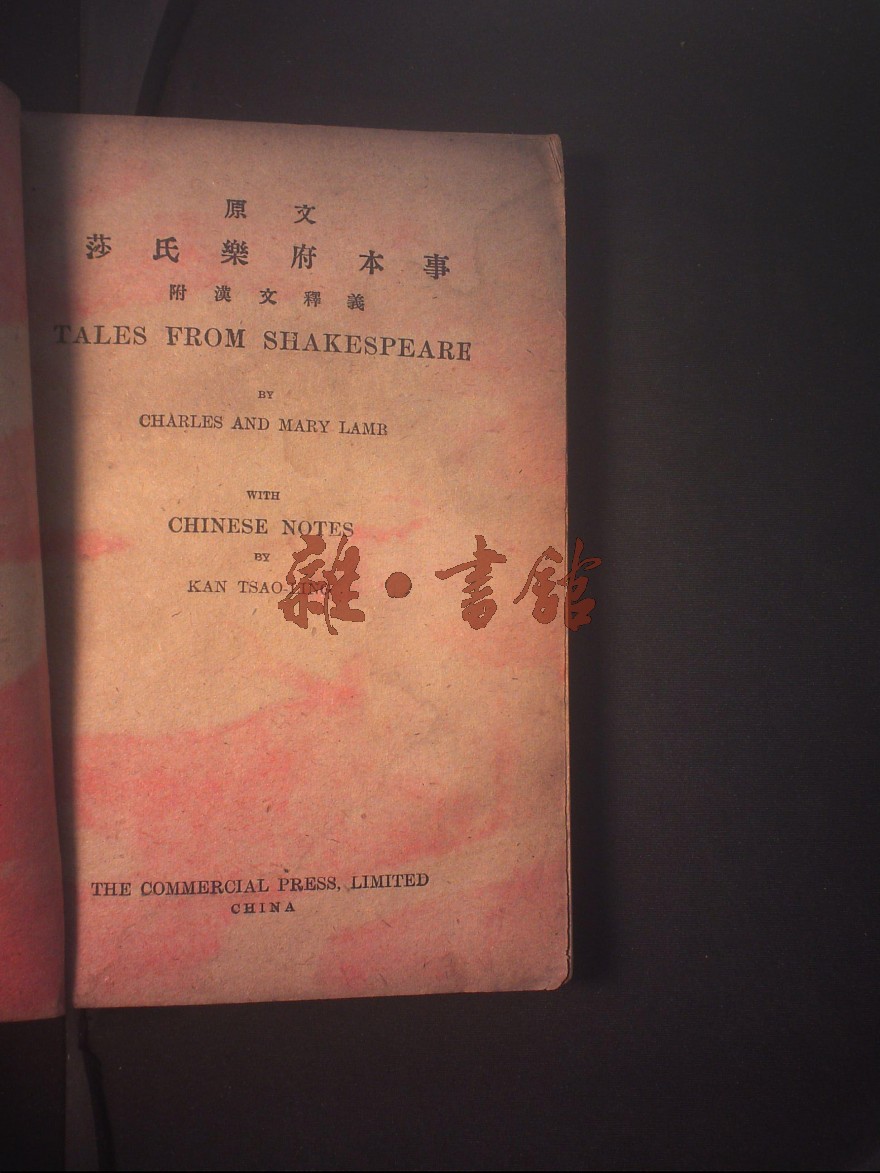 原文
莎氏樂府本事
附漢文釋義
TALES FROM SHAKESPEARE
BY
CHARLES AND MARY LAMB
WITH
CHINESE NOTES
BY
KAN TSAO-LING
雜·書館
THE COMMERCIAL PRESS, LIMITED
CHINA